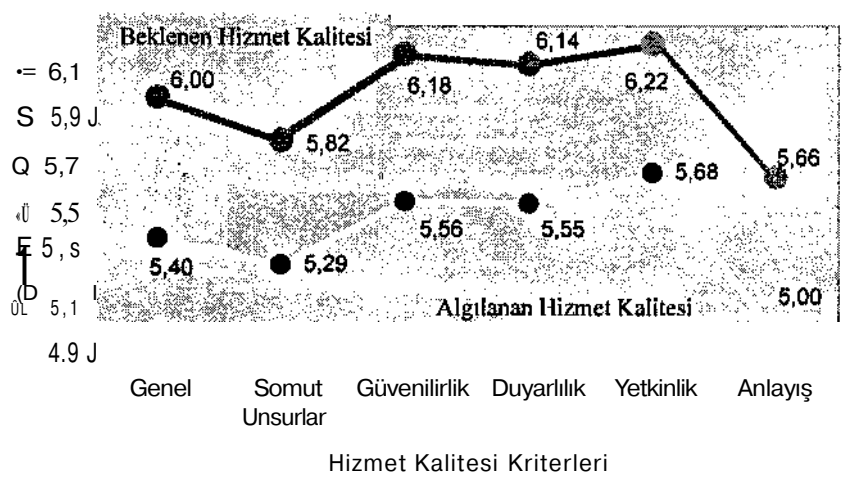 Beklenen Hizmet Kalitesi
6,00
5,82
6,18
6,14
6,22
5,66
5,40
5,29
5,56
5,55
5,68
5,00
Algılanan Hizmet Kalitesi
6,1
5,9
5,7
5,5
5,s
5,1
4.9
Genel
Somut
Unsurlar
Güvenilirlik
Duyarlılık
Yetkinlik
Anlayış
Hizmet Kalitesi Kriterleri